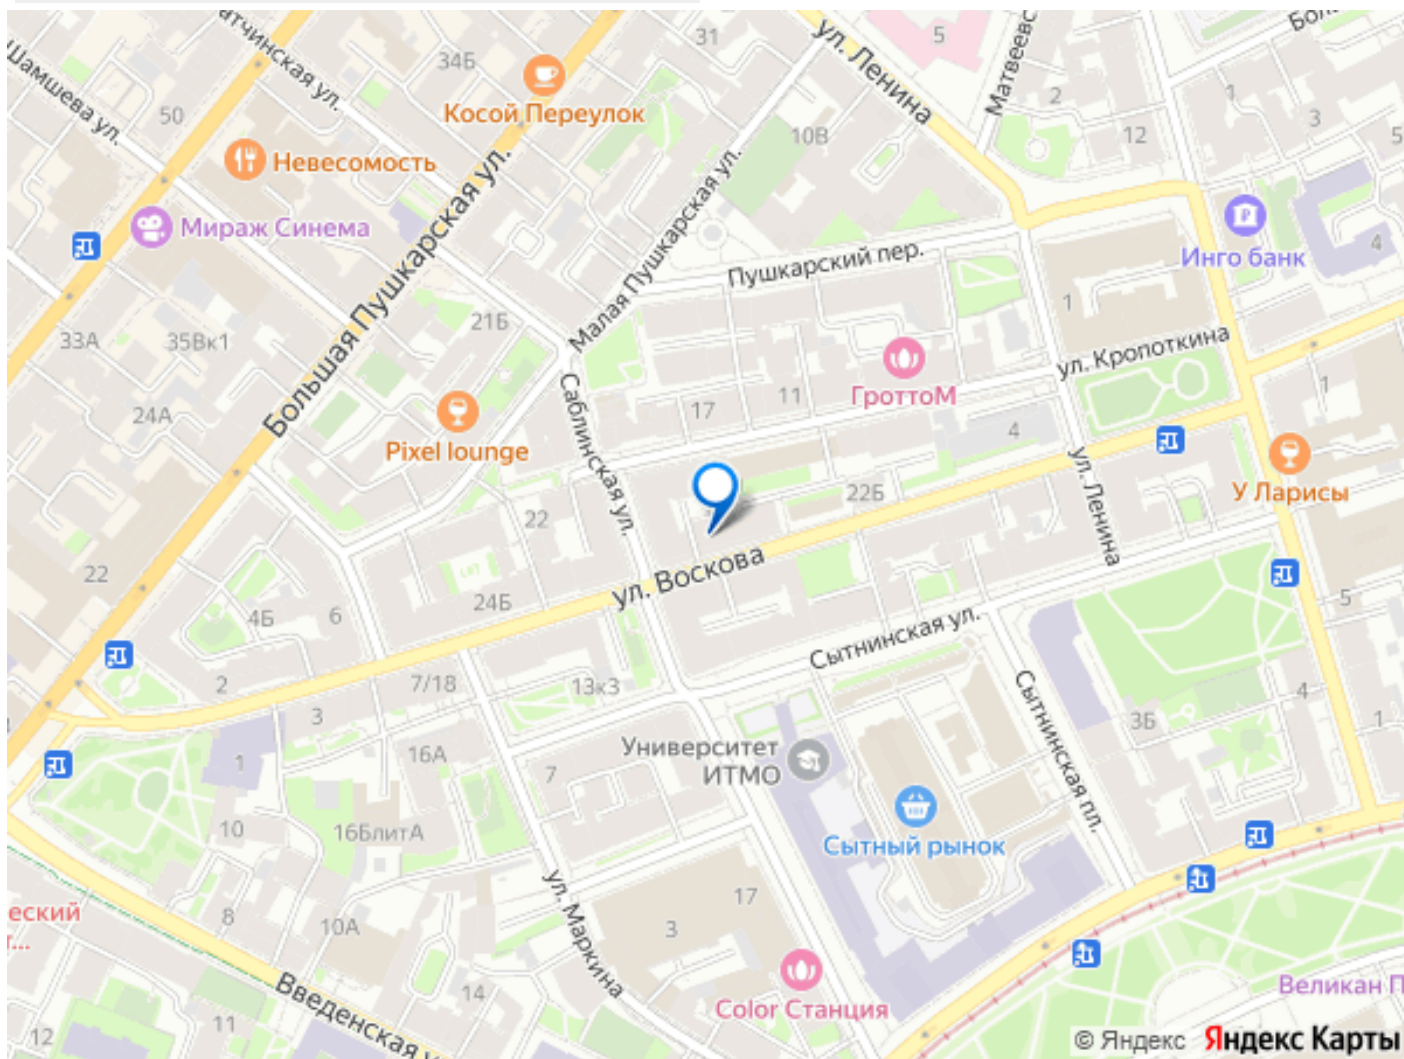 31
5
ул. Ленина
Матвеевс
Бол
тчинская ул.
34Б
Косой Переулок
Шамшева ул.
50
10В
2
12
1
3
5
Невесомость
Большая Пушкарская ул.
Малая Пушкарская ул.
Мираж Синема
Инго банк
4
Пушкарский пер.
1
33А
35Вк1
21Б
ул. Кропоткина
24А
ГроттоМ
17
11
1
Pixel lounge
Саблинская ул.
4
ул. Ленина
У Ларисы
22
22Б
22
ул. Воскова
24Б
4Б
6
5
Сытнинская ул.
2
7/18
13к3
3
4
Сытнинская пл.
3Б
1
1
16А
7
Университет
ИТМО
10
16БлитА
Сытный рынок
ул. Маркина
17
еский
т...
8
10А
3
Введенская у
14
Color Станция
Великан П
11
12
© Яндекс Яндекс Карты